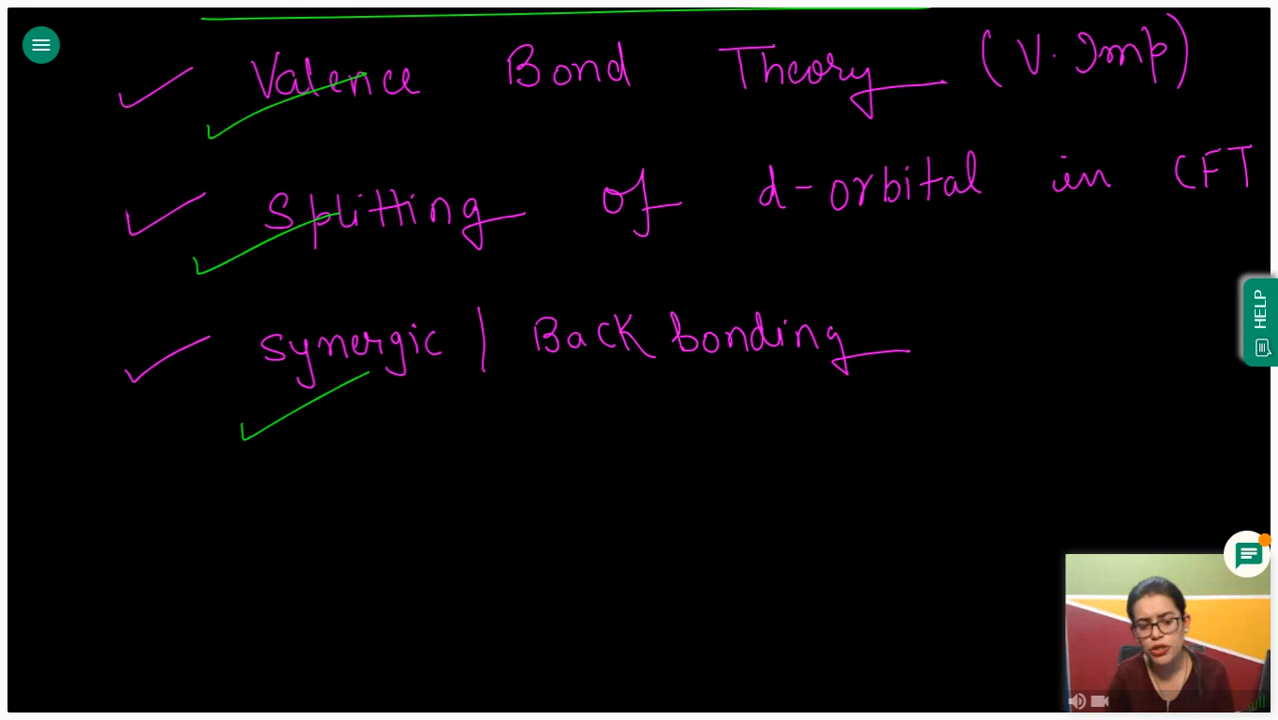 Valence Bond Theory (V. Imp)
Splitting of d-orbital in CFT
Synergic | Back bonding
HELP